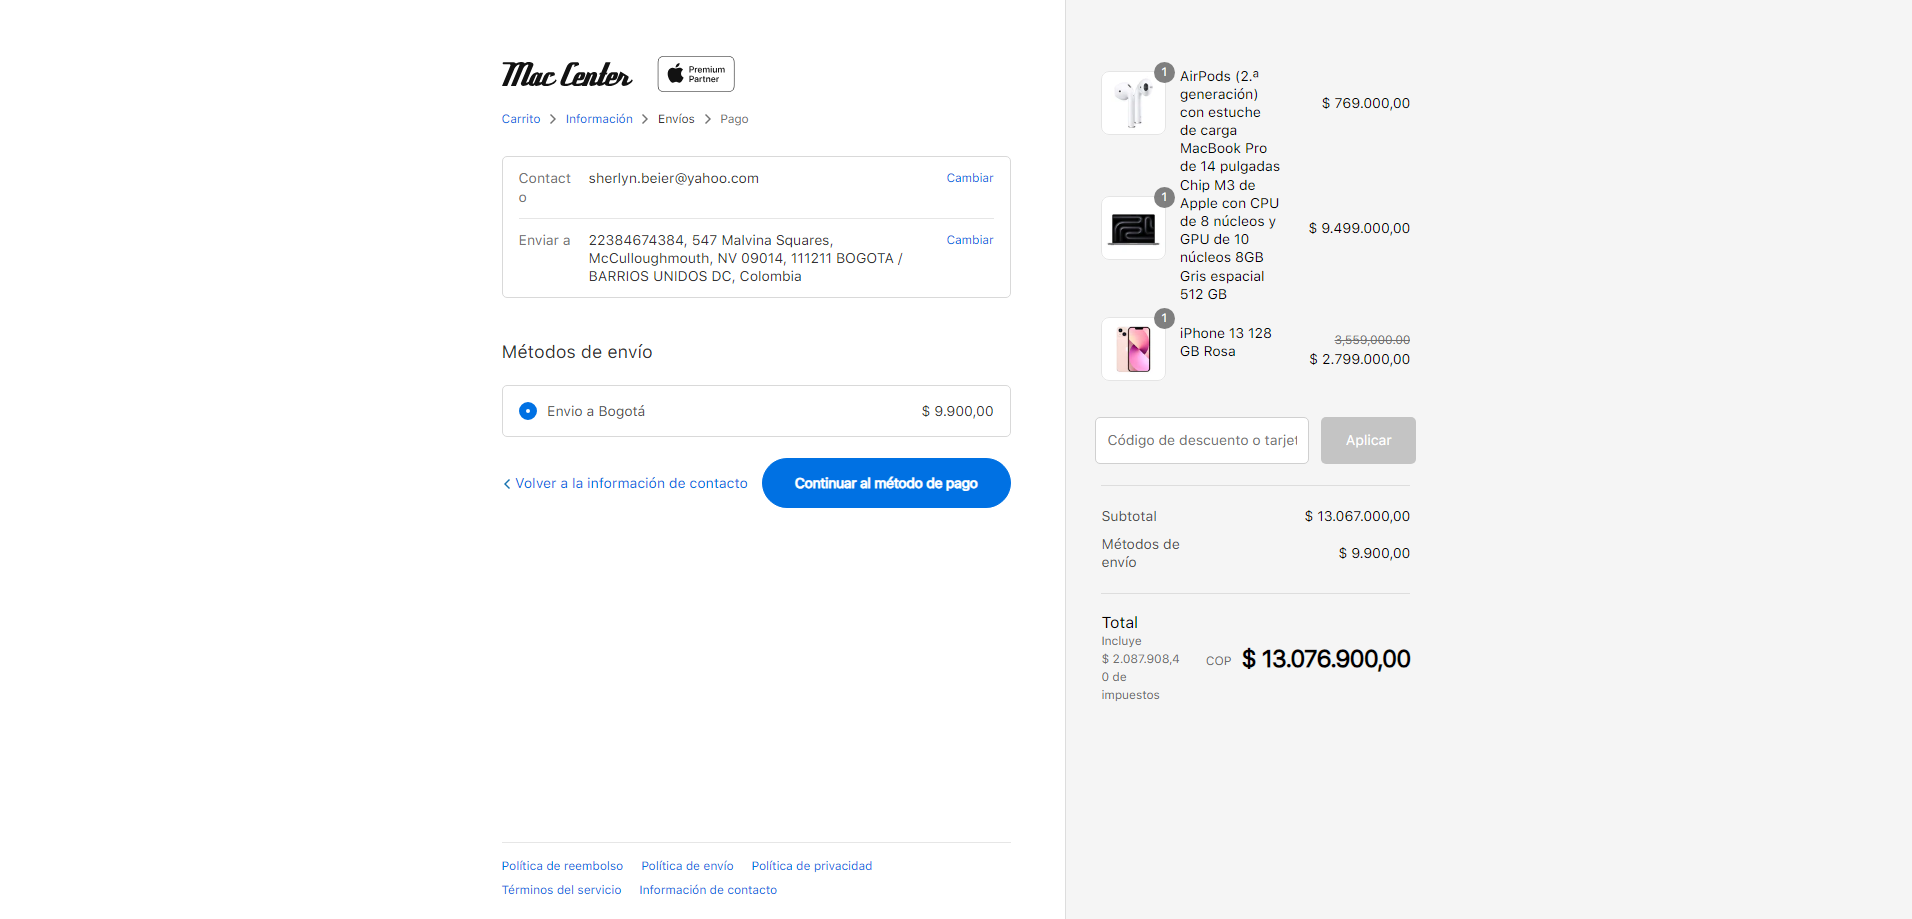 Mac Center
Premium
Partner
Carrito > Información > Envíos > Pago
Contact
o
sherlyn.beier@yahoo.com
Cambiar
Enviar a
22384674384, 547 Malvina Squares,
McCulloughmouth, NV 09014, 111211 BOGOTA /
BARRIOS UNIDOS DC, Colombia
Cambiar
Métodos de envío
Envio a Bogotá
$ 9.900,00
Volver a la información de contacto
Continuar al método de pago
Política de reembolso
Política de envío
Política de privacidad
Términos del servicio
Información de contacto
1
AirPods (2.ª
generación)
con estuche
de carga
$ 769.000,00
1
MacBook Pro
de 14 pulgadas
Chip M3 de
Apple con CPU
de 8 núcleos y
GPU de 10
núcleos 8GB
Gris espacial
512 GB
$ 9.499.000,00
1
iPhone 13 128
GB Rosa
3,559,000.00
$ 2.799.000,00
Código de descuento o tarjet
Aplicar
Subtotal
$ 13.067.000,00
Métodos de
envío
$ 9.900,00
Total
Incluye
$ 2.087.908,4
0 de
impuestos
COP $ 13.076.900,00